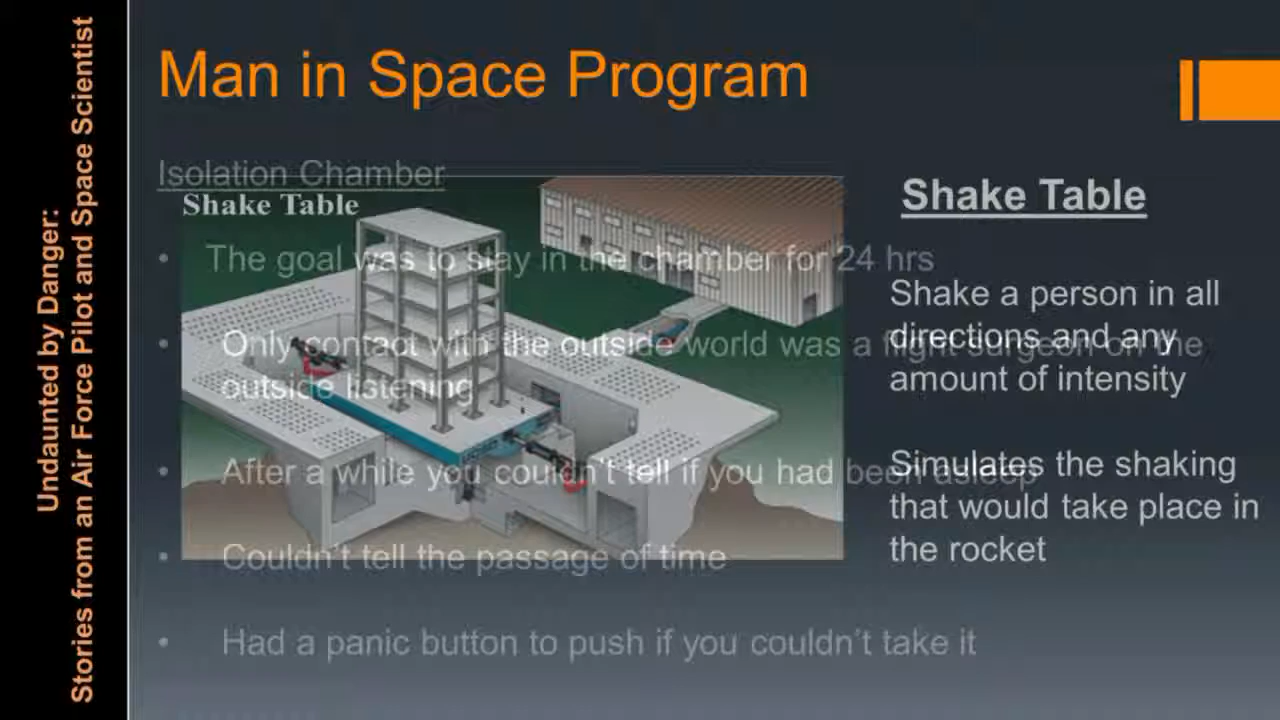 Undaunted by Danger:
Stories from an Air Force Pilot and Space Scientist
Man in Space Program
Isolation Chamber
• The goal was to stay in the chamber for 24 hrs
• Only contact with the outside world was a flight surgeon on the
outside listening
• After a while you couldn't tell if you had been asleep
• Couldn't tell the passage of time
• Had a panic button to push if you couldn't take it
Shake Table
Shake Table
Shake a person in all
directions and any
amount of intensity
Simulates the shaking
that would take place in
the rocket